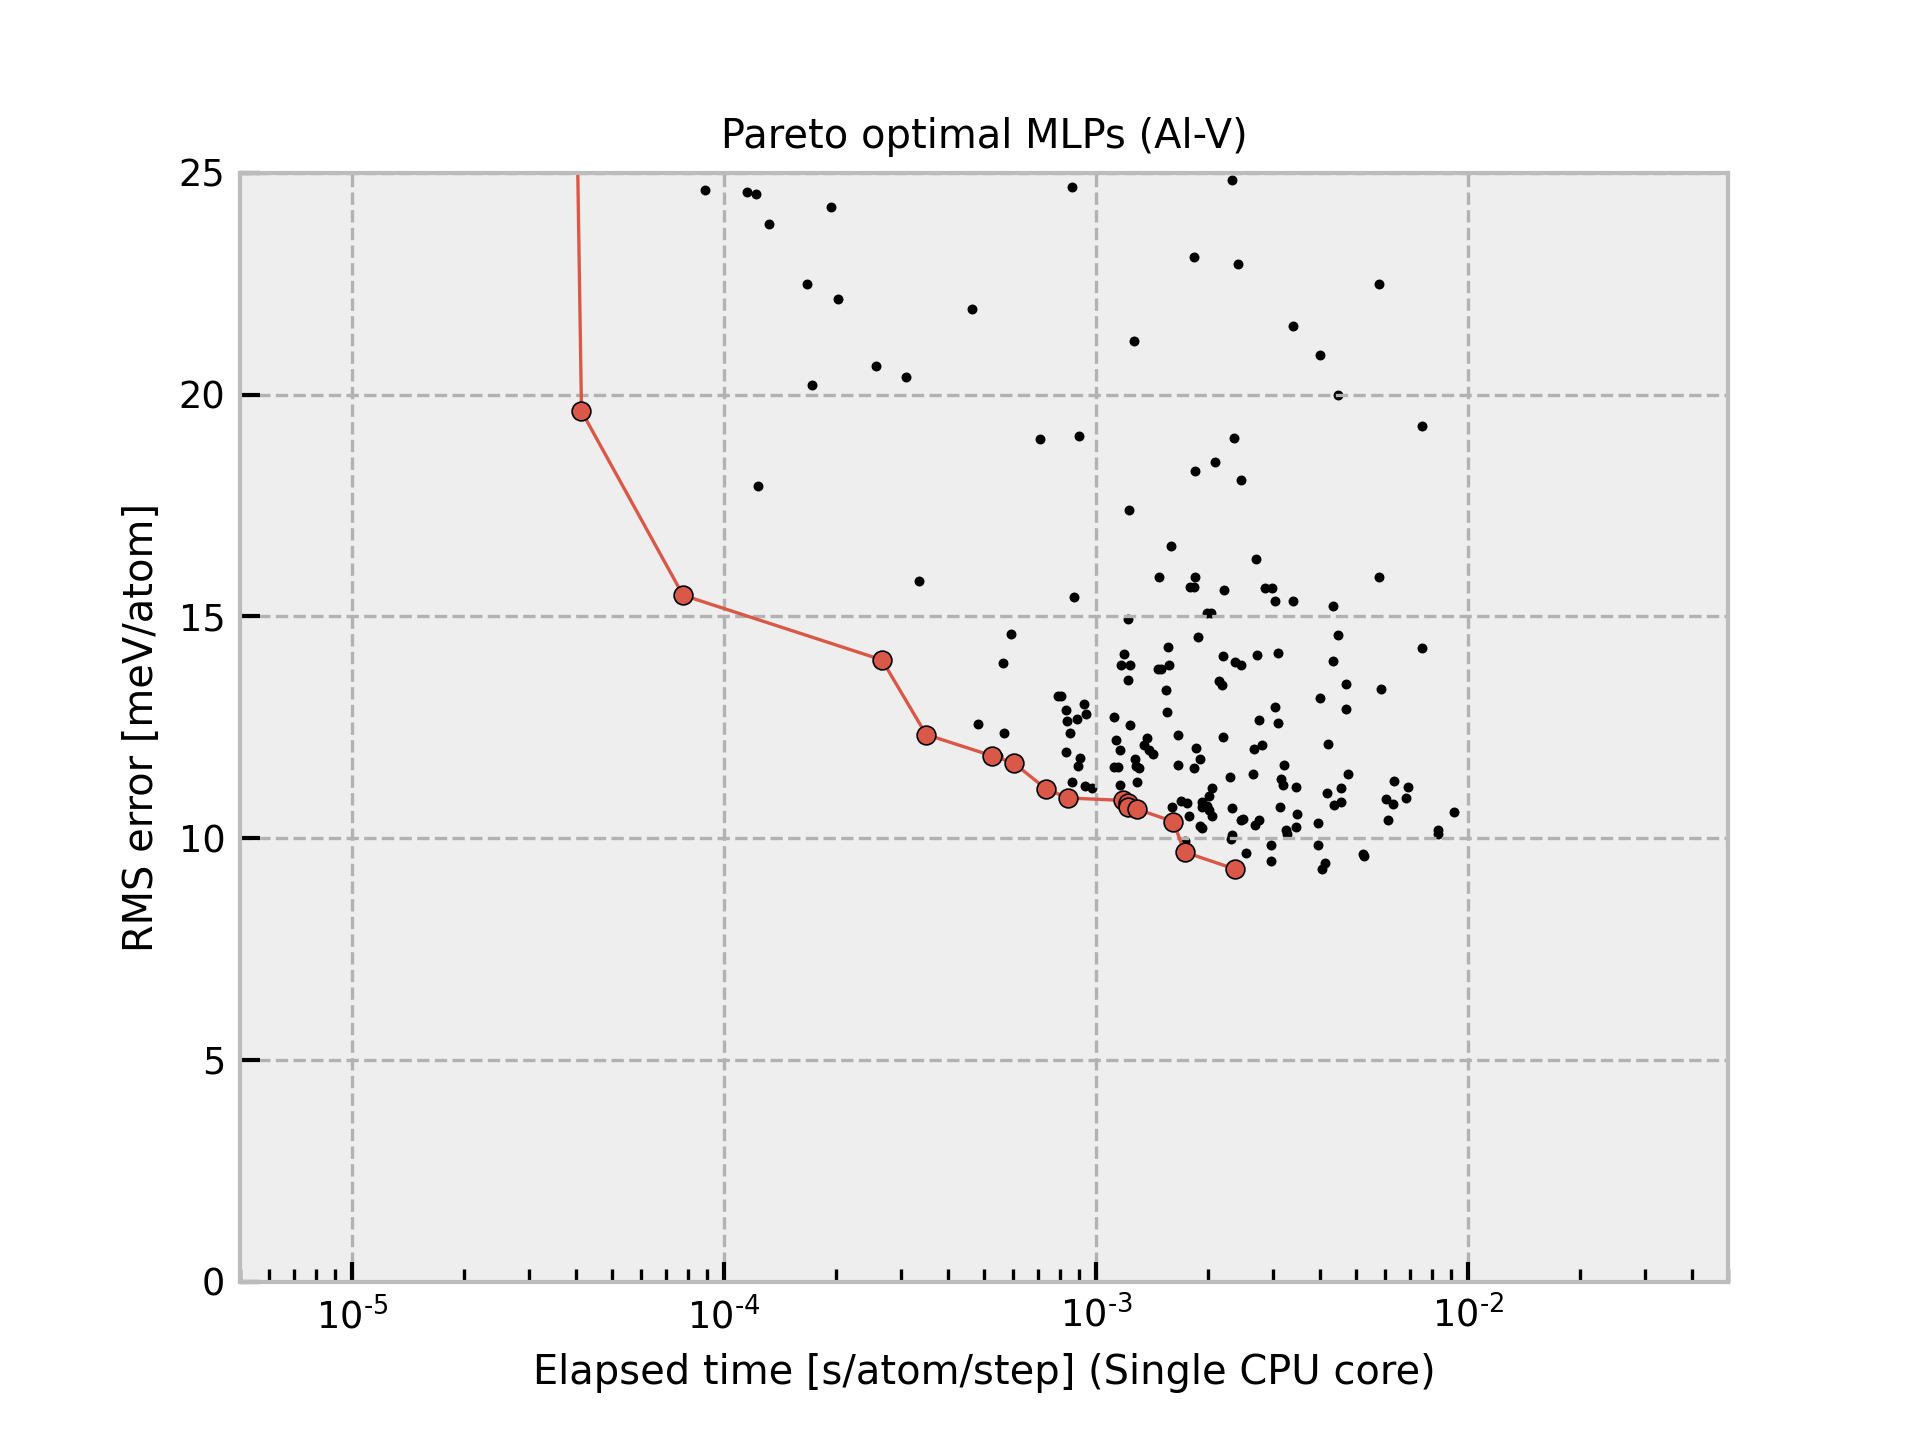 Pareto optimal MLPs (Al-V)
25
20
15
10
5
0
RMS error [meV/atom]
10-5 10-4 10-3 10-2
Elapsed time [s/atom/step] (Single CPU core)